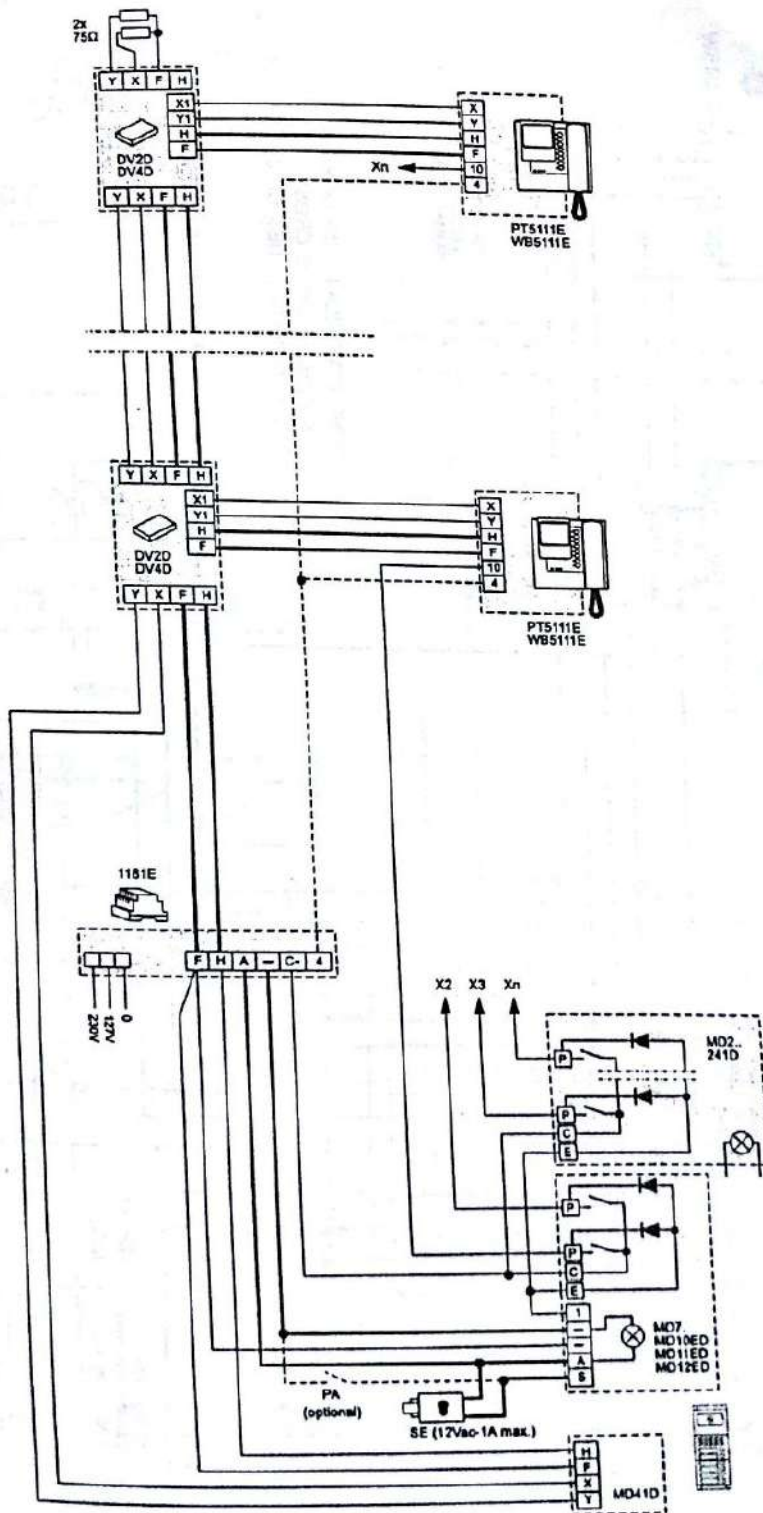 2x
75Ω
Y X F H
X1
Y1
H
F
DV2D
DV4D
Y X F H
X
Y
H
F
10
4
Xn
PT5111E
WB5111E
Y X F H
X1
Y1
H
F
DV2D
DV4D
Y X F H
X
Y
H
F
10
4
PT5111E
WB5111E
1181E
230V
127V
0
F H A – C- 4
X2 X3 Xn
P
P
C
E
MD2..
241D
P
P
C
E
1
–
–
A
S
MD7.
MD10ED
MD11ED
MD12ED
PA
(optional)
SE (12Vac-1A max.)
H
F
X
Y
MD41D